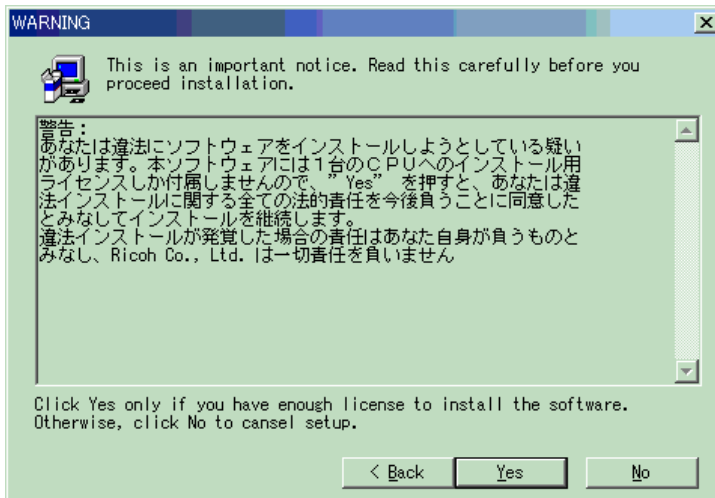 WARNING
This is an important notice. Read this carefully before you
proceed installation.
警告：
あなたは違法にソフトウェアをインストールしようとしている疑い
があります。本ソフトウェアには１台のＣＰＵへのインストール用
ライセンスしか付属しませんので、”Yes” を押すと、あなたは違
法インストールに関する全ての法的責任を今後負うことに同意した
とみなしてインストールを継続します。
違法インストールが発覚した場合の責任はあなた自身が負うものと
みなし、Ricoh Co., Ltd. は一切責任を負いません
Click Yes only if you have enough license to install the software.
Otherwise, click No to cansel setup.
< Back Yes No